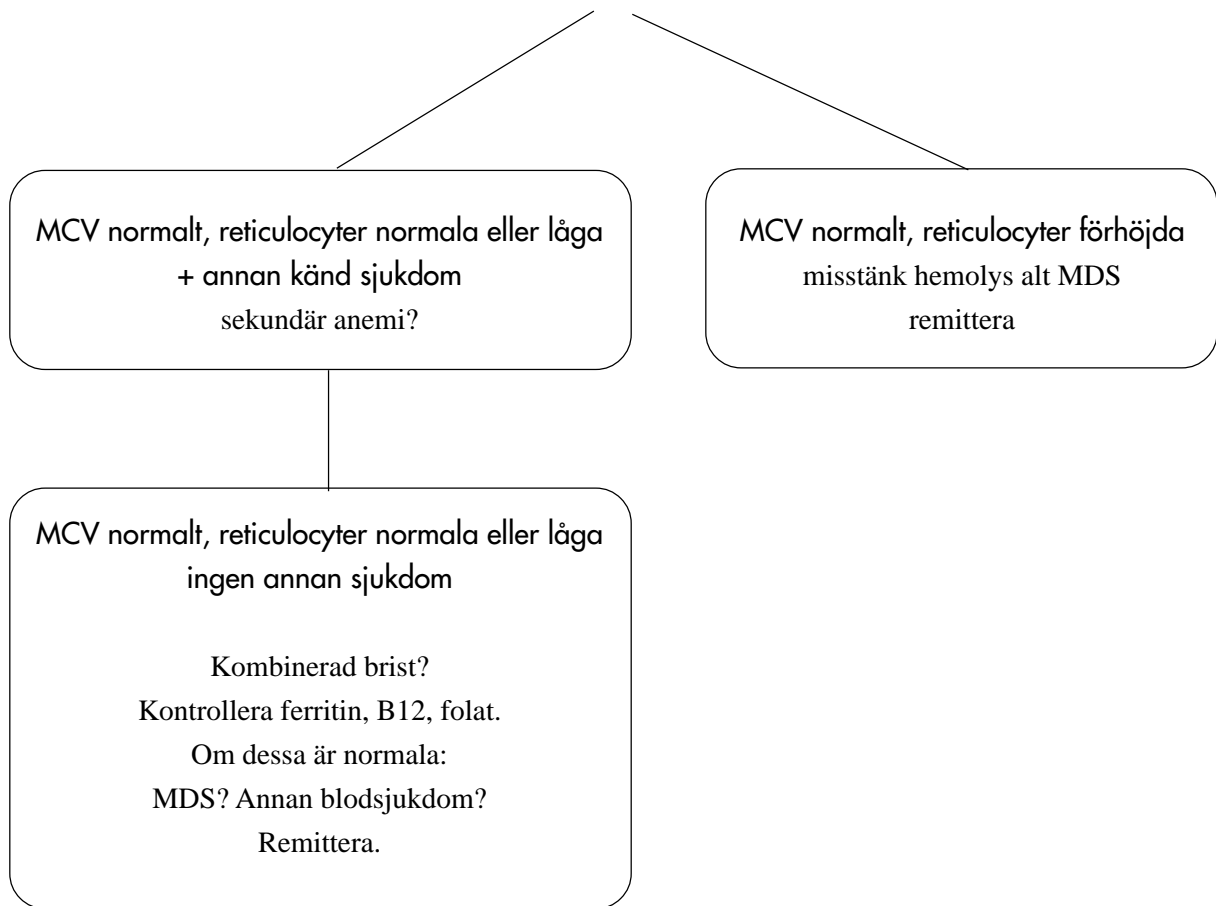 MCV normalt, reticulocyter normala eller låga
+ annan känd sjukdom
sekundär anemi?
MCV normalt, reticulocyter förhöjda
misstänk hemolys alt MDS
remittera
MCV normalt, reticulocyter normala eller låga
ingen annan sjukdom
Kombinerad brist?
Kontrollera ferritin, B12, folat.
Om dessa är normala:
MDS? Annan blodsjukdom?
Remittera.